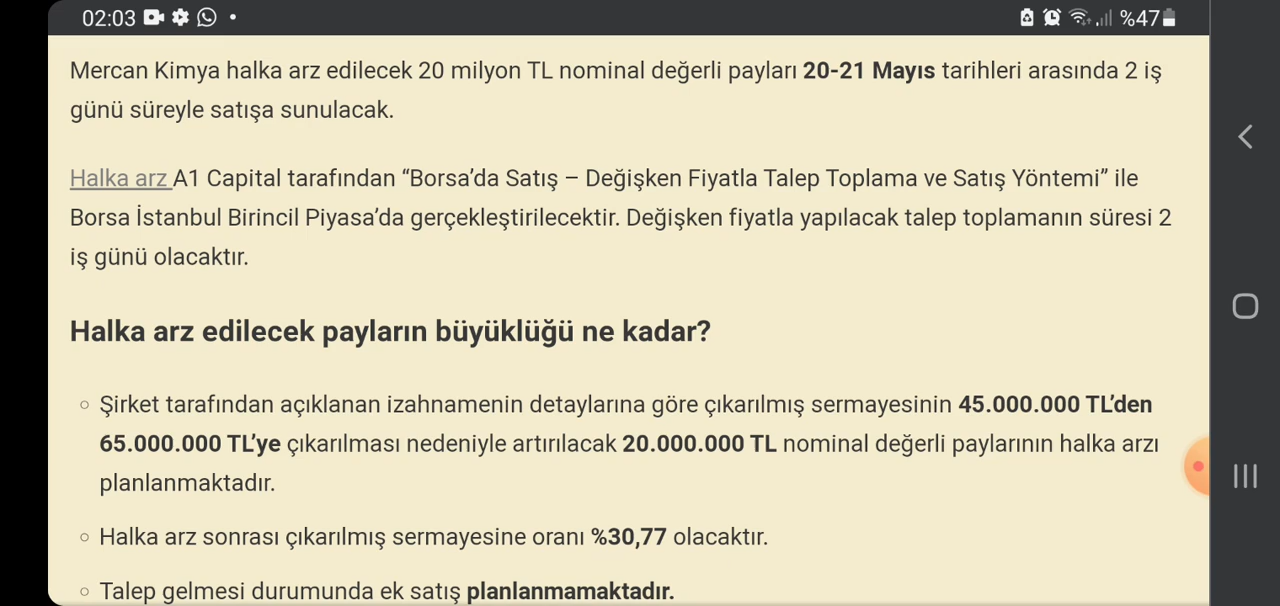 02:03
%47
Mercan Kimya halka arz edilecek 20 milyon TL nominal değerli payları 20-21 Mayıs tarihleri arasında 2 iş
günü süreyle satışa sunulacak.
Halka arz A1 Capital tarafından “Borsa’da Satış – Değişken Fiyatla Talep Toplama ve Satış Yöntemi” ile
Borsa İstanbul Birincil Piyasa’da gerçekleştirilecektir. Değişken fiyatla yapılacak talep toplamanın süresi 2
iş günü olacaktır.
Halka arz edilecek payların büyüklüğü ne kadar?
Şirket tarafından açıklanan izahnamenin detaylarına göre çıkarılmış sermayesinin 45.000.000 TL’den
65.000.000 TL’ye çıkarılması nedeniyle artırılacak 20.000.000 TL nominal değerli paylarının halka arzı
planlanmaktadır.
Halka arz sonrası çıkarılmış sermayesine oranı %30,77 olacaktır.
Talep gelmesi durumunda ek satış planlanmamaktadır.